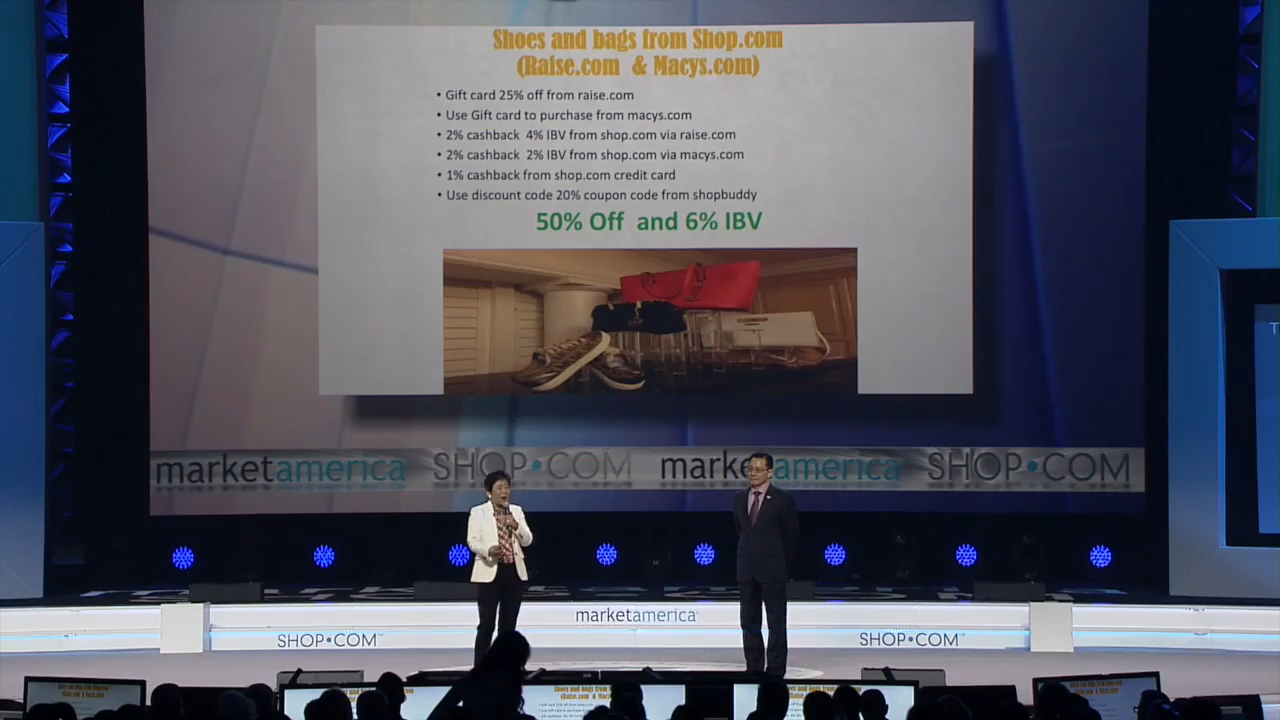 Shoes and bags from Shop.com
(Raise.com & Macys.com)
• Gift card 25% off from raise.com
• Use Gift card to purchase from macys.com
• 2% cashback 4% IBV from shop.com via raise.com
• 2% cashback 2% IBV from shop.com via macys.com
• 1% cashback from shop.com credit card
• Use discount code 20% coupon code from shopbuddy
50% Off and 6% IBV
marketamerica SHOP•COM marketamerica SHOP•COM
marketamerica
SHOP•COM SHOP•COM